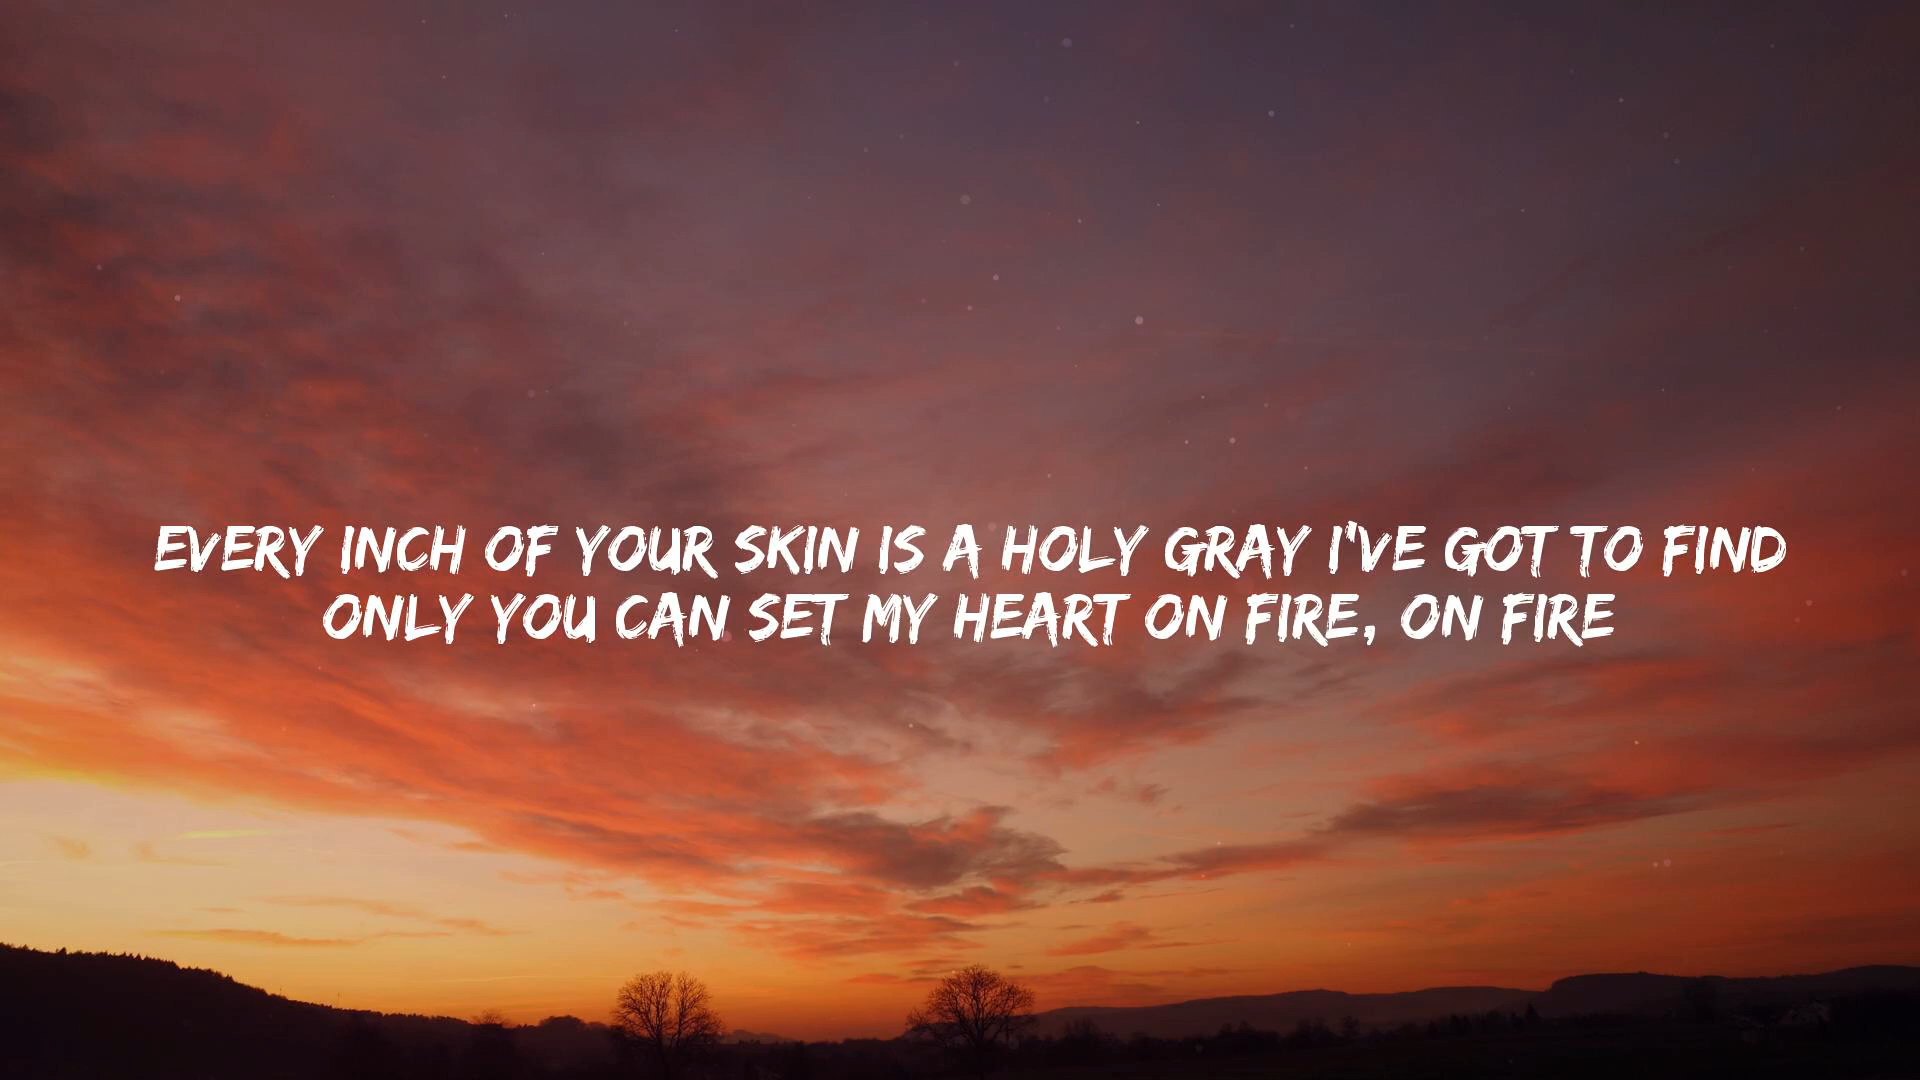 EVERY INCH OF YOUR SKIN IS A HOLY GRAY I'VE GOT TO FIND
ONLY YOU CAN SET MY HEART ON FIRE, ON FIRE